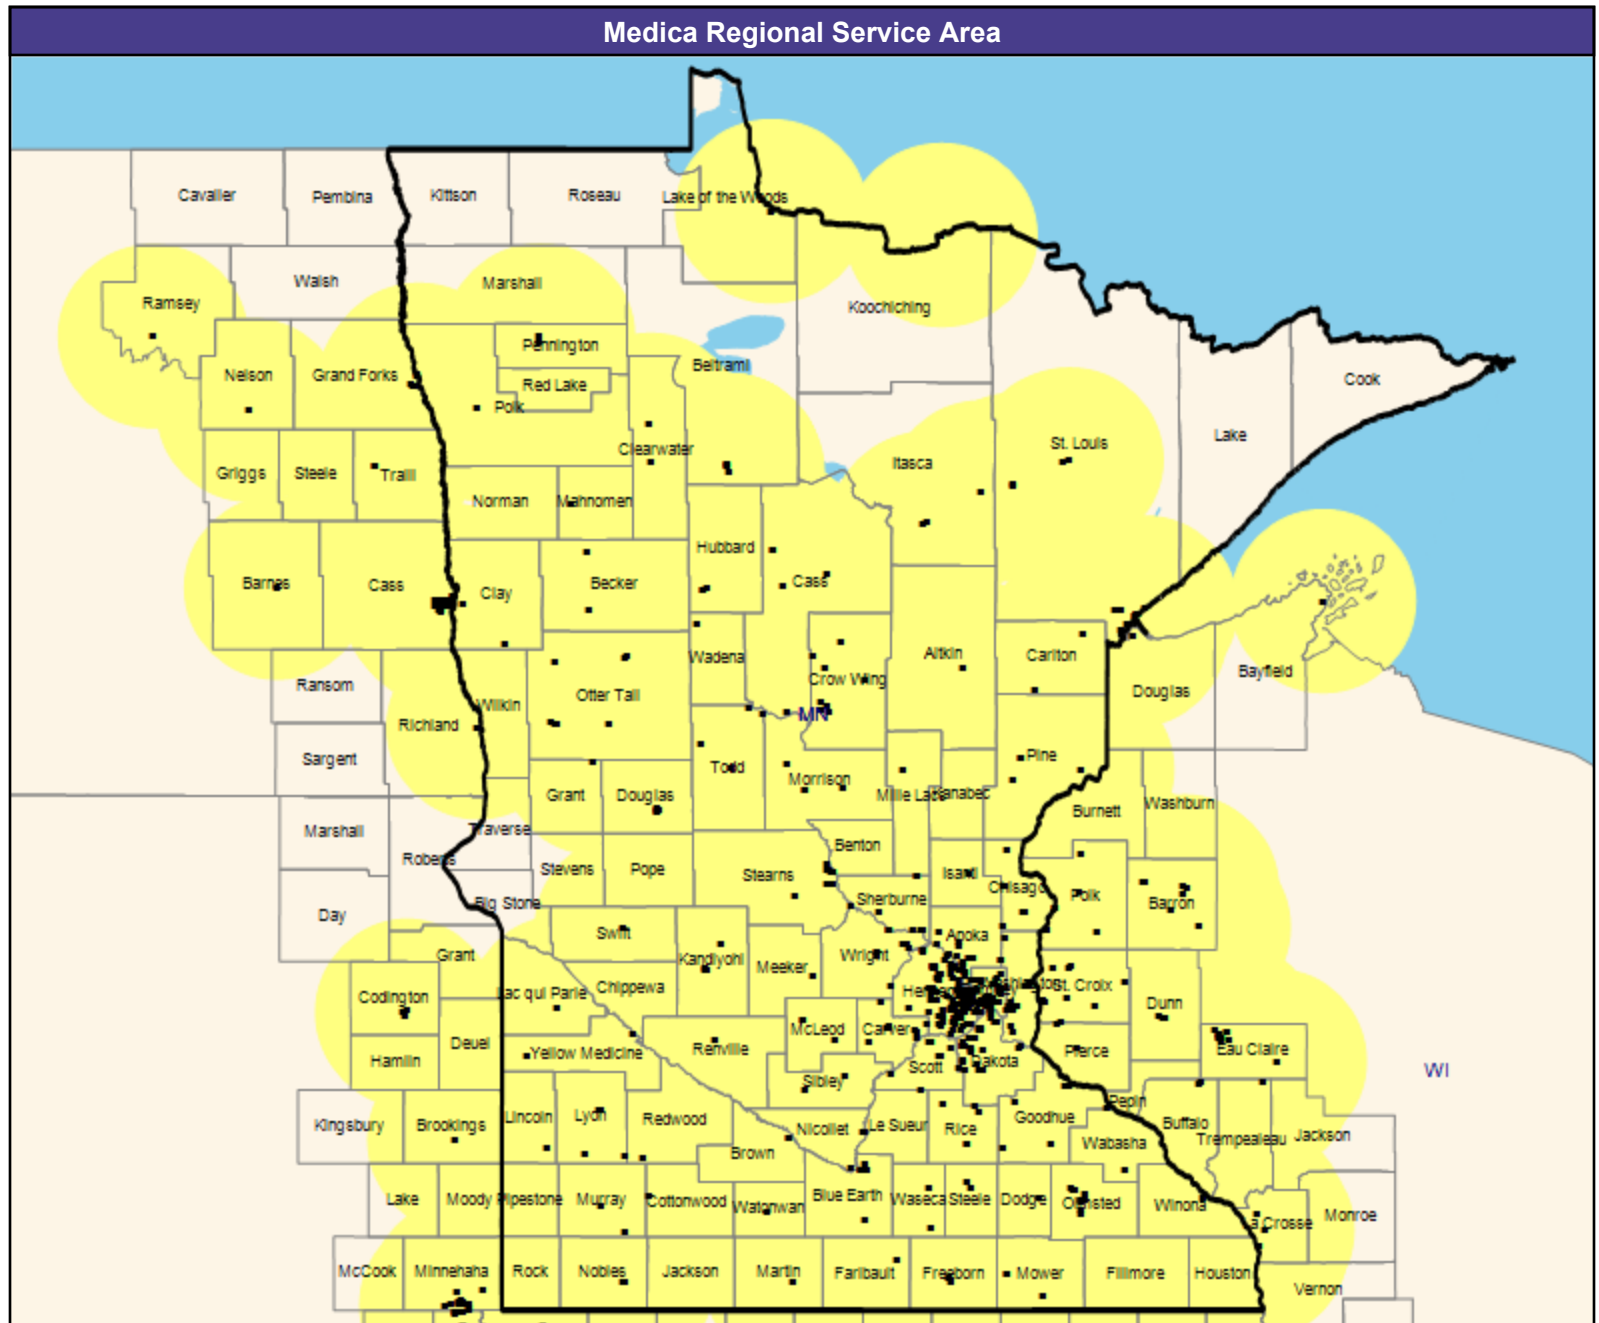 Medica Regional Service Area
Cavalier
Pembina
Kittson
Roseau
Lake of the Woods
Walsh
Marshall
Ramsey
Koochiching
Pennington
Nelson
Grand Forks
Red Lake
Beltrami
Cook
Polk
Clearwater
St. Louis
Lake
Itasca
Griggs
Steele
Traill
Norman
Mahnomen
Hubbard
Barnes
Cass
Clay
Becker
Cass
Wadena
Aitkin
Carlton
Crow Wing
Bayfield
Ransom
Otter Tail
Wilkin
Douglas
Richland
MN
Sargent
Todd
Morrison
Pine
Grant
Douglas
Mille Lacs
Kanabec
Burnett
Washburn
Marshall
Traverse
Roberts
Benton
Stevens
Pope
Stearns
Isanti
Chisago
Polk
Barron
Day
Big Stone
Sherburne
Swift
Anoka
Grant
Kandiyohi
Meeker
Wright
Codington
Lac qui Parle
Chippewa
St. Croix
Dunn
McLeod
Carver
Deuel
Hamlin
Yellow Medicine
Renville
Scott
Dakota
Pierce
Eau Claire
WI
Sibley
Kingsbury
Brookings
Lincoln
Lyon
Redwood
Nicollet
Le Sueur
Rice
Goodhue
Pepin
Buffalo
Trempealeau
Jackson
Brown
Wabasha
Lake
Moody
Pipestone
Murray
Cottonwood
Watonwan
Blue Earth
Waseca
Steele
Dodge
Olmsted
Winona
La Crosse
Monroe
McCook
Minnehaha
Rock
Nobles
Jackson
Martin
Faribault
Freeborn
Mower
Fillmore
Houston
Vernon